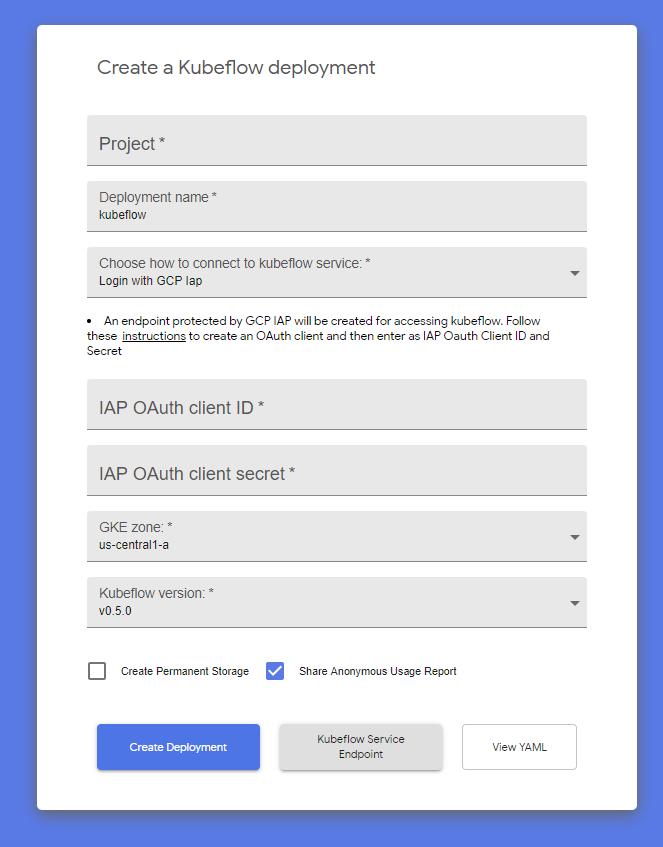 Create a Kubeflow deployment
Project *
Deployment name *
kubeflow
Choose how to connect to kubeflow service: *
Login with GCP Iap
• An endpoint protected by GCP IAP will be created for accessing kubeflow. Follow
these instructions to create an OAuth client and then enter as IAP Oauth Client ID and
Secret
IAP OAuth client ID *
IAP OAuth client secret *
GKE zone: *
us-central1-a
Kubeflow version: *
v0.5.0
Create Permanent Storage Share Anonymous Usage Report
Create Deployment
Kubeflow Service
Endpoint
View YAML